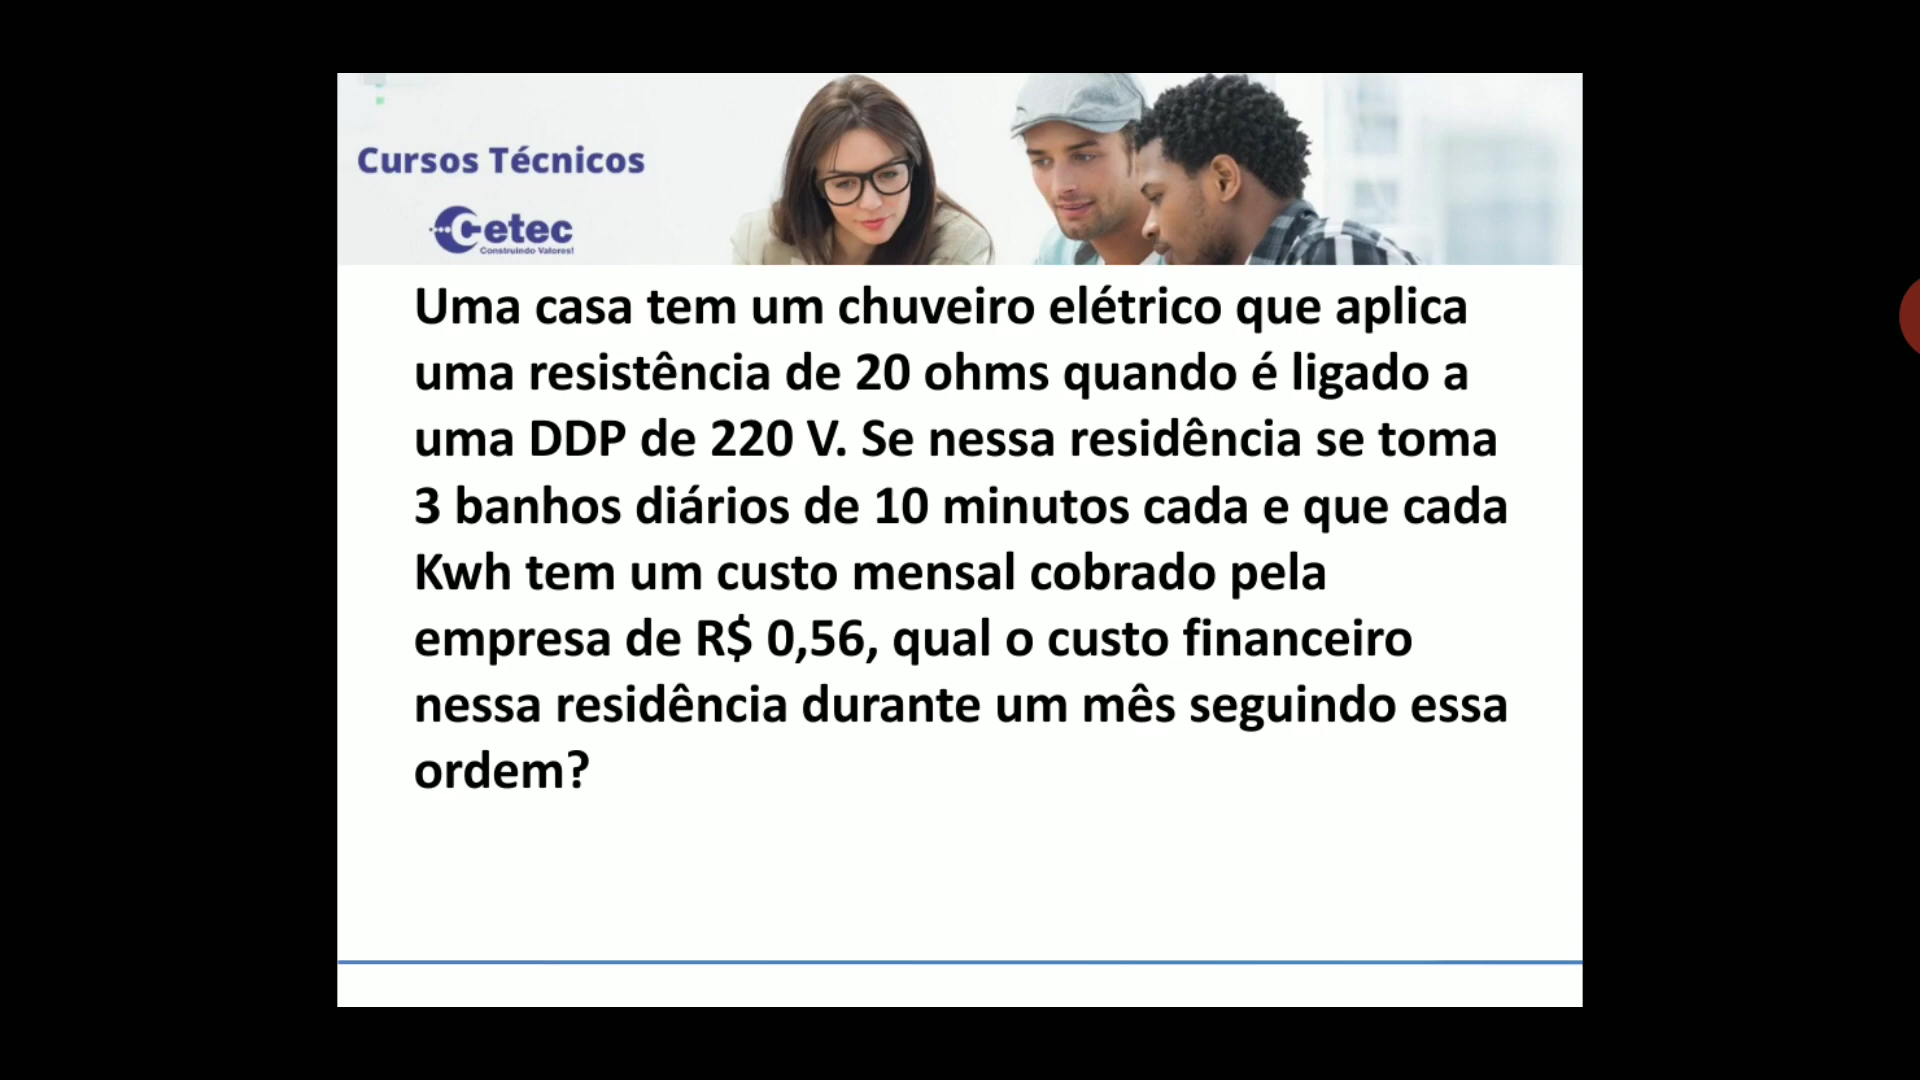 Cursos Técnicos
Cetec
Construindo Valores!
Uma casa tem um chuveiro elétrico que aplica
uma resistência de 20 ohms quando é ligado a
uma DDP de 220 V. Se nessa residência se toma
3 banhos diários de 10 minutos cada e que cada
Kwh tem um custo mensal cobrado pela
empresa de R$ 0,56, qual o custo financeiro
nessa residência durante um mês seguindo essa
ordem?